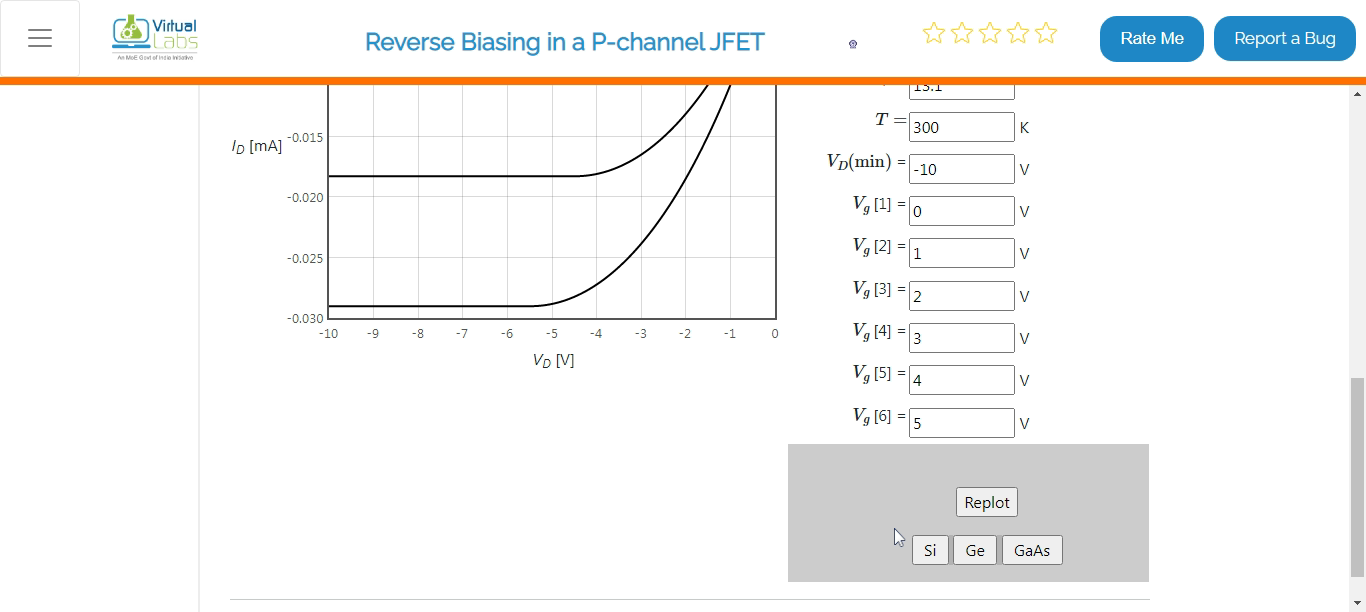 Virtual
Labs
An MoE Govt of India Initiative
Reverse Biasing in a P-channel JFET
Rate Me
Report a Bug
13.1
T = 300 K
V_D(min) = -10 V
V_g [1] = 0 V
V_g [2] = 1 V
V_g [3] = 2 V
V_g [4] = 3 V
V_g [5] = 4 V
V_g [6] = 5 V
Replot
Si Ge GaAs
I_D [mA]
-0.015
-0.020
-0.025
-0.030
-10 -9 -8 -7 -6 -5 -4 -3 -2 -1 0
V_D [V]